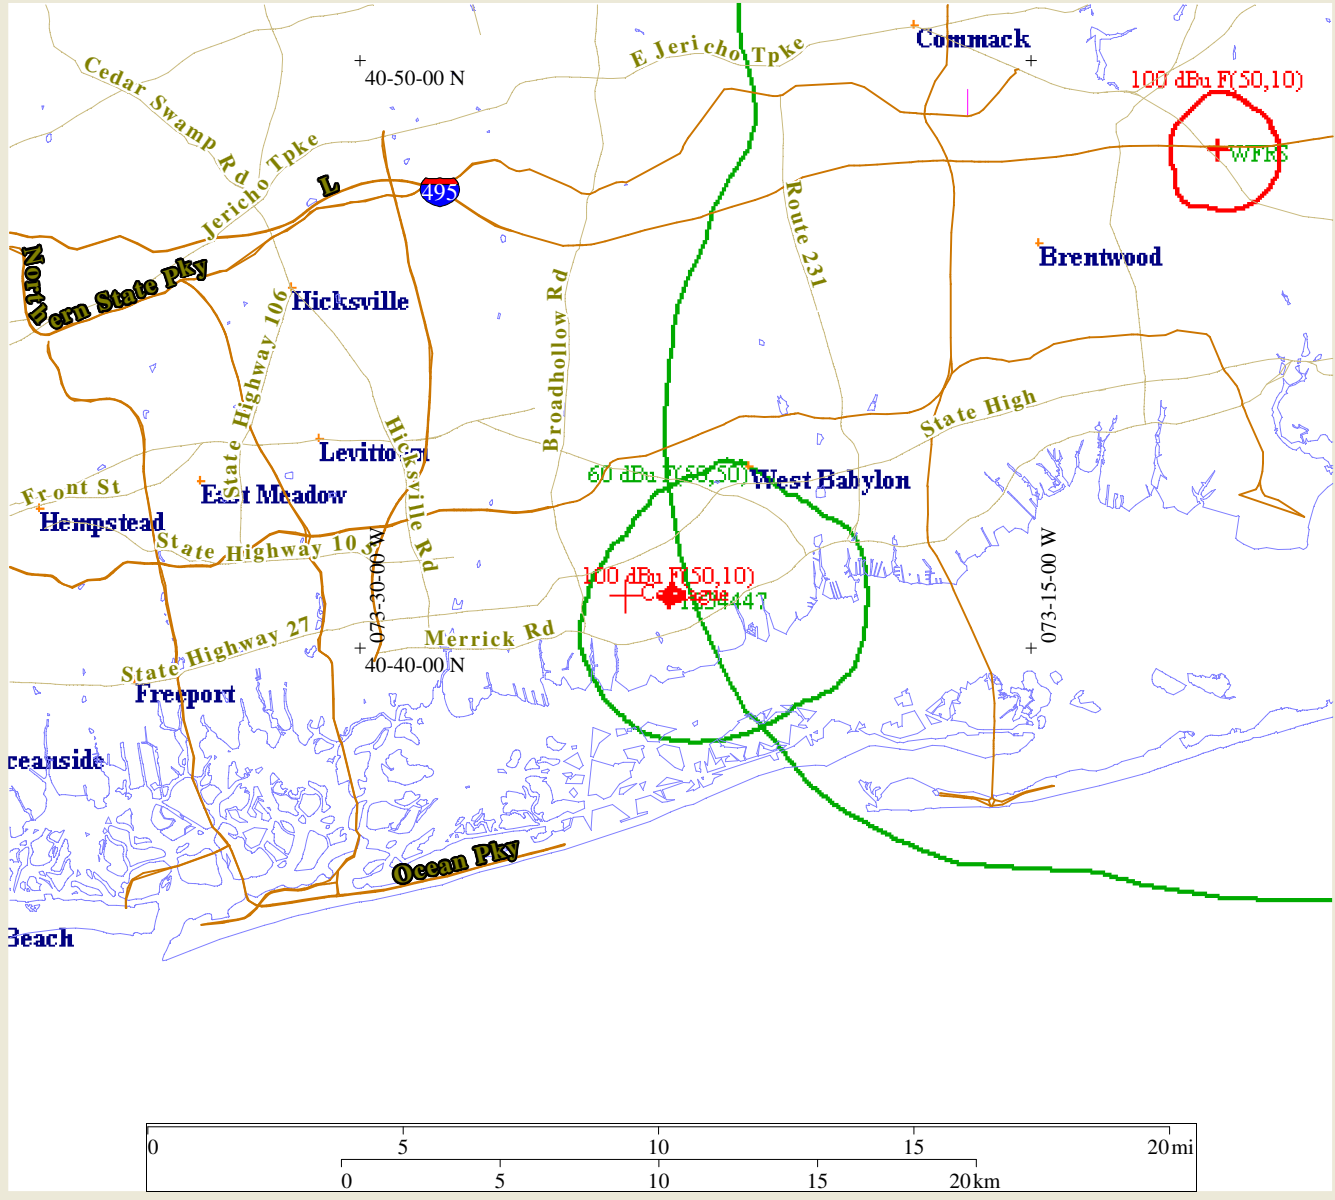 Commack
E Jericho Tpke
40-50-00 N
100 dBu F(50,10)
Cedar Swamp Rd
WFRS
Jericho Tpke
L
495
Route 231
Northern State Pky
Brentwood
Hicksville
State Highway 106
Broadhollow Rd
State High
Hicksville Rd
Levittown
60 dBu F(50,50)
West Babylon
Front St
East Meadow
Hempstead
State Highway 105
073-30-00 W
073-15-00 W
100 dBu F(50,10)
State Highway 27
Merrick Rd
40-40-00 N
Freeport
ceanside
Ocean Pky
Beach
0 5 10 15 20 mi
0 5 10 15 20 km